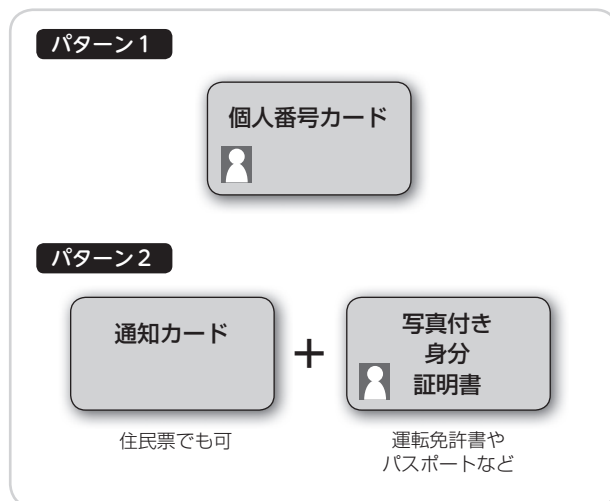 パターン1
個人番号カード
パターン2
通知カード
+
写真付き
身分
証明書
住民票でも可
運転免許書や
パスポートなど